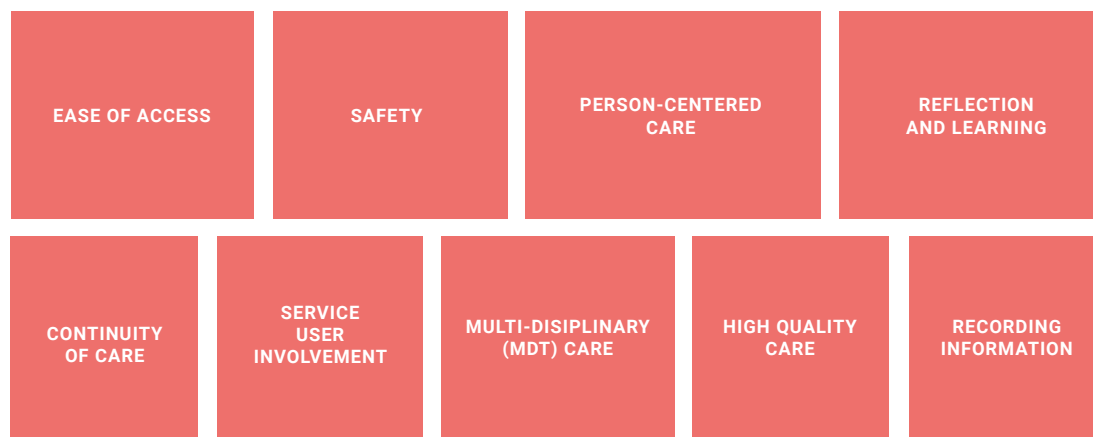 EASE OF ACCESS
SAFETY
PERSON-CENTERED
CARE
REFLECTION
AND LEARNING
CONTINUITY
OF CARE
SERVICE
USER
INVOLVEMENT
MULTI-DISIPLINARY
(MDT) CARE
HIGH QUALITY
CARE
RECORDING
INFORMATION